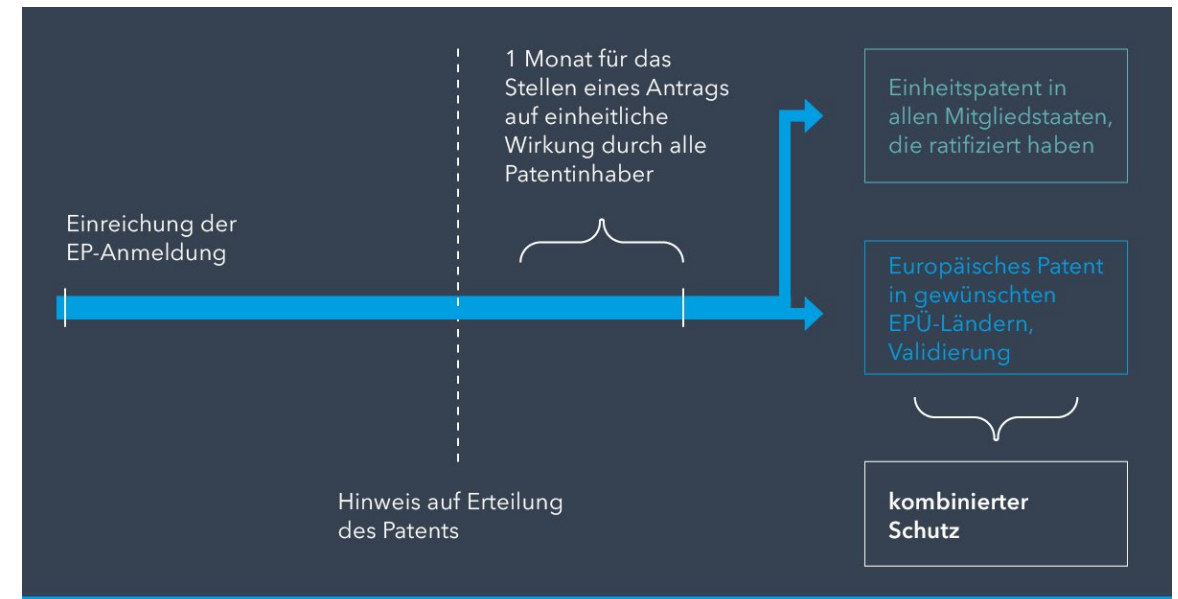 1 Monat für das
Stellen eines Antrags
auf einheitliche
Wirkung durch alle
Patentinhaber
Einheitspatent in
allen Mitgliedstaaten,
die ratifiziert haben
Einreichung der
EP-Anmeldung
Europäisches Patent
in gewünschten
EPÜ-Ländern,
Validierung
Hinweis auf Erteilung
des Patents
kombinierter
Schutz